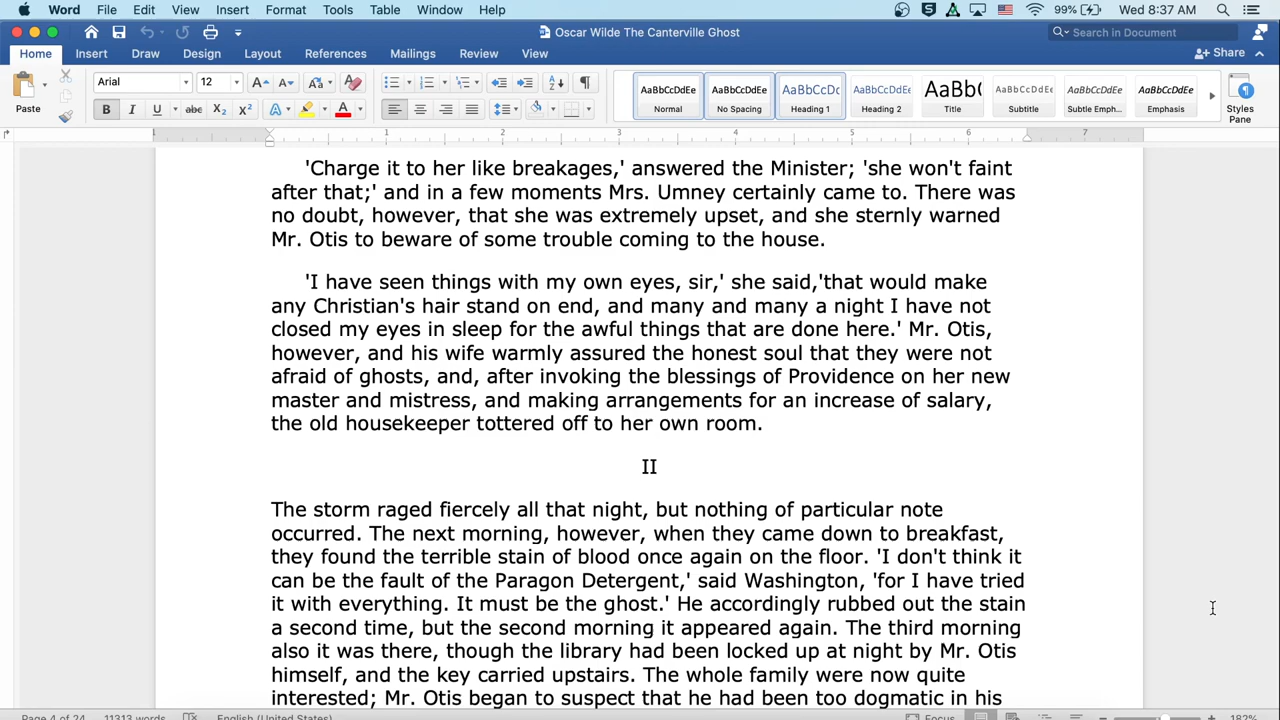 Word File Edit View Insert Format Tools Table Window Help 99% Wed 8:37 AM
Oscar Wilde The Canterville Ghost Search in Document
Home Insert Draw Design Layout References Mailings Review View Share
Paste Arial 12 AaBbCcDdEe AaBbCcDdEe AaBbCcDc AaBbCcDdEe AaBb( AaBbCcDdEe AaBbCcDdEe AaBbCcDdEe
B I U abc X₂ X² A A Normal No Spacing Heading 1 Heading 2 Title Subtitle Subtle Emph... Emphasis Styles Pane
1 1 2 3 4 5 6 7
'Charge it to her like breakages,' answered the Minister; 'she won't faint
after that;' and in a few moments Mrs. Umney certainly came to. There was
no doubt, however, that she was extremely upset, and she sternly warned
Mr. Otis to beware of some trouble coming to the house.
'I have seen things with my own eyes, sir,' she said,'that would make
any Christian's hair stand on end, and many and many a night I have not
closed my eyes in sleep for the awful things that are done here.' Mr. Otis,
however, and his wife warmly assured the honest soul that they were not
afraid of ghosts, and, after invoking the blessings of Providence on her new
master and mistress, and making arrangements for an increase of salary,
the old housekeeper tottered off to her own room.
II
The storm raged fiercely all that night, but nothing of particular note
occurred. The next morning, however, when they came down to breakfast,
they found the terrible stain of blood once again on the floor. 'I don't think it
can be the fault of the Paragon Detergent,' said Washington, 'for I have tried
it with everything. It must be the ghost.' He accordingly rubbed out the stain
a second time, but the second morning it appeared again. The third morning
also it was there, though the library had been locked up at night by Mr. Otis
himself, and the key carried upstairs. The whole family were now quite
interested; Mr. Otis began to suspect that he had been too dogmatic in his
Page 4 of 24 11313 words English (United States) Focus 182%